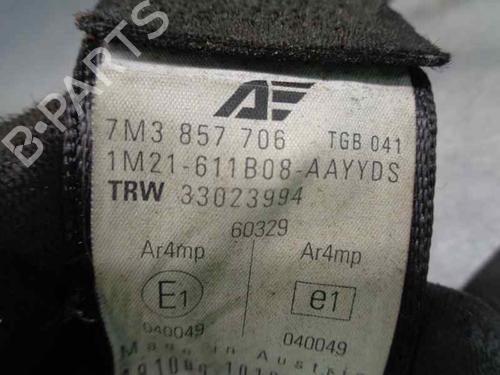 AE
7M3 857 706 TGB 041
1M21-611B08-AAYYDS
TRW 33023994
60329
Ar4mp Ar4mp
E1 e1
040049 040049
Made in Austria
B-PARTS